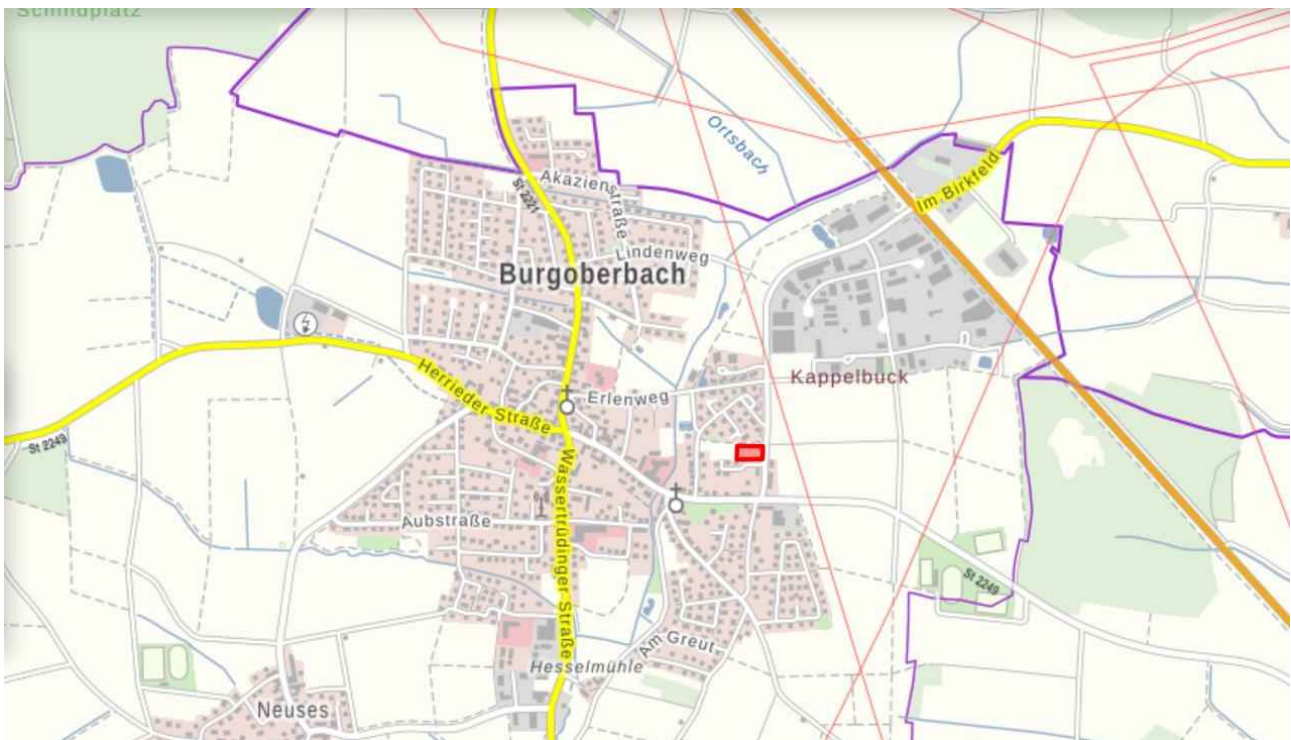 Schindplatz
Ortsbach
Im Birkfeld
Akazienstraße
St 2221
Lindenweg
Burgoberbach
Kappelbuck
Herrieder Straße
Erlenweg
St 2249
Wassertrüdinger Straße
Aubstraße
St 2249
Am Greut
Hesselmühle
Neuses